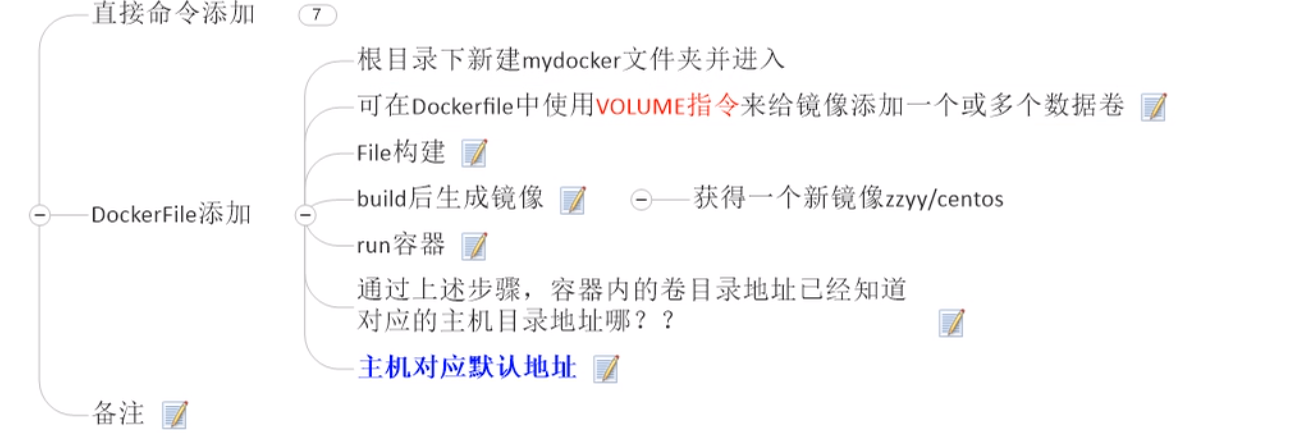 直接命令添加 7
根目录下新建mydocker文件夹并进入
可在Dockerfile中使用VOLUME指令来给镜像添加一个或多个数据卷
File构建
build后生成镜像 获得一个新镜像zzyy/centos
DockerFile添加
run容器
通过上述步骤，容器内的卷目录地址已经知道
对应的主机目录地址哪？？
主机对应默认地址
备注